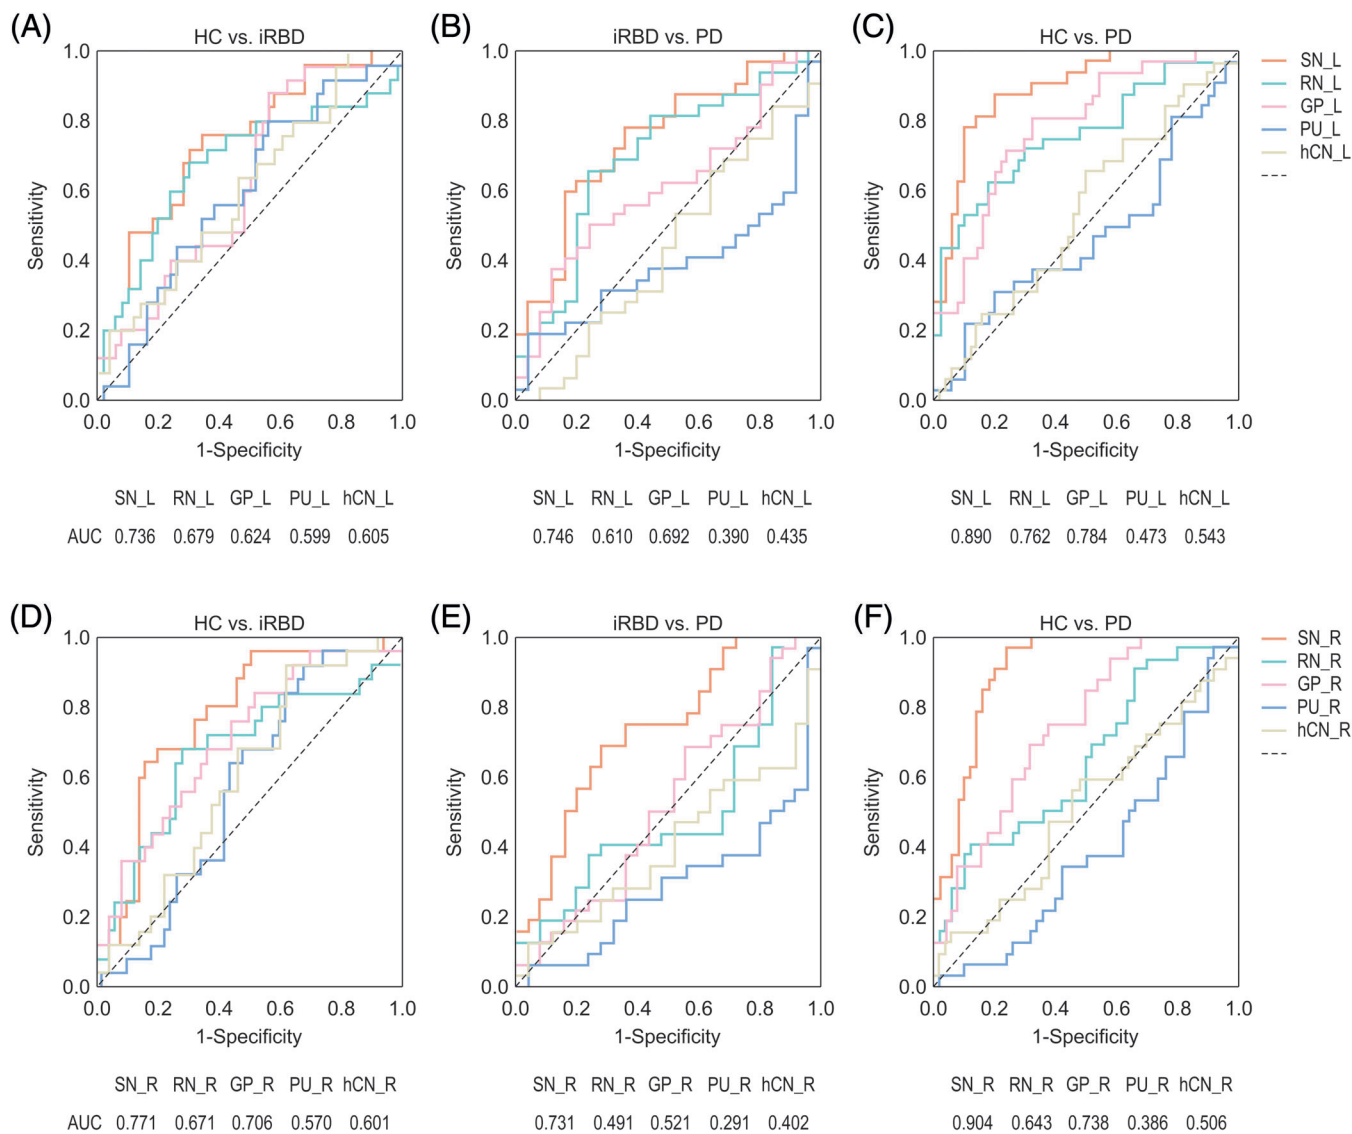 (A) (B) (C)
HC vs. iRBD iRBD vs. PD HC vs. PD
1.0 1.0 1.0
SN_L
RN_L
GP_L
PU_L
hCN_L
0.8 0.8 0.8
0.6 0.6 0.6
Sensitivity Sensitivity Sensitivity
0.4 0.4 0.4
0.2 0.2 0.2
0.0 0.0 0.0
0.0 0.2 0.4 0.6 0.8 1.0 0.0 0.2 0.4 0.6 0.8 1.0 0.0 0.2 0.4 0.6 0.8 1.0
1-Specificity 1-Specificity 1-Specificity
SN_L RN_L GP_L PU_L hCN_L SN_L RN_L GP_L PU_L hCN_L SN_L RN_L GP_L PU_L hCN_L
AUC 0.736 0.679 0.624 0.599 0.605 0.746 0.610 0.692 0.390 0.435 0.890 0.762 0.784 0.473 0.543
(D) (E) (F)
HC vs. iRBD iRBD vs. PD HC vs. PD
1.0 1.0 1.0
SN_R
RN_R
GP_R
PU_R
hCN_R
0.8 0.8 0.8
0.6 0.6 0.6
Sensitivity Sensitivity Sensitivity
0.4 0.4 0.4
0.2 0.2 0.2
0.0 0.0 0.0
0.0 0.2 0.4 0.6 0.8 1.0 0.0 0.2 0.4 0.6 0.8 1.0 0.0 0.2 0.4 0.6 0.8 1.0
1-Specificity 1-Specificity 1-Specificity
SN_R RN_R GP_R PU_R hCN_R SN_R RN_R GP_R PU_R hCN_R SN_R RN_R GP_R PU_R hCN_R
AUC 0.771 0.671 0.706 0.570 0.601 0.731 0.491 0.521 0.291 0.402 0.904 0.643 0.738 0.386 0.506